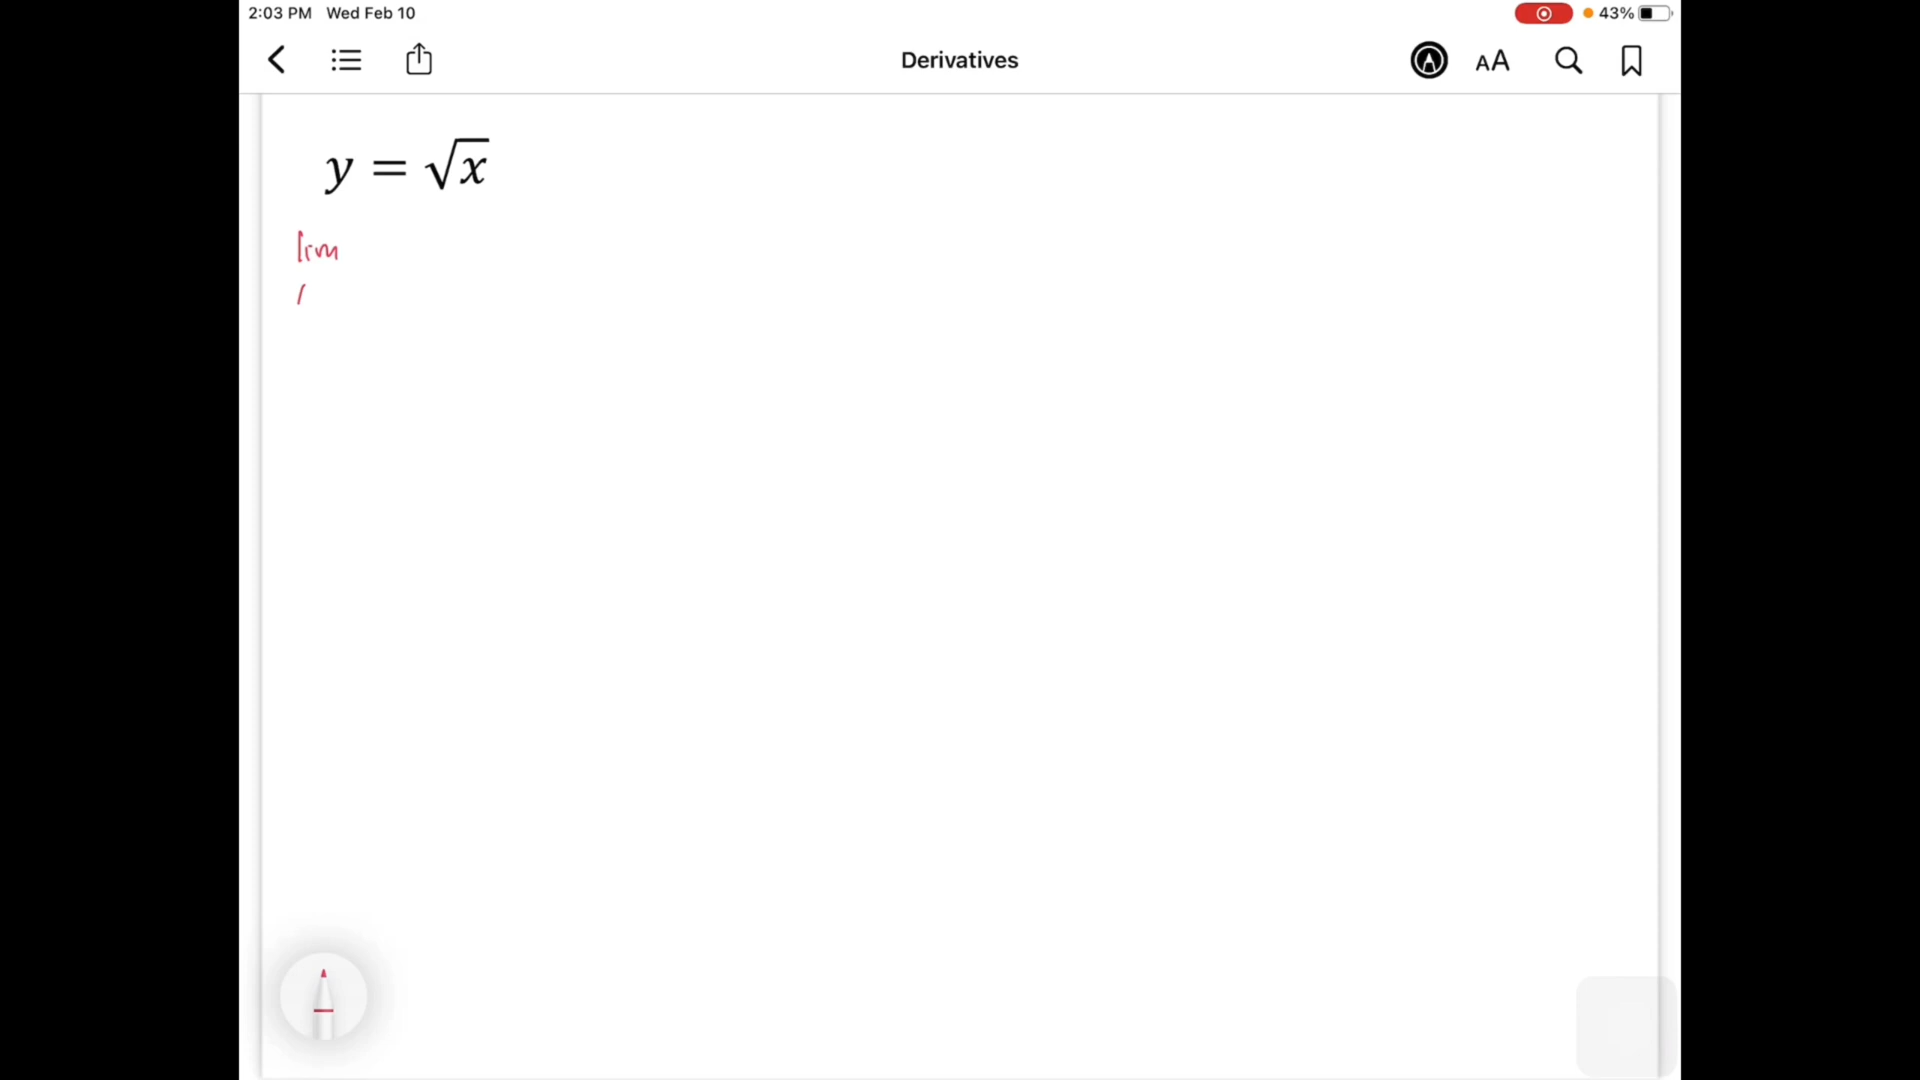 2:03 PM Wed Feb 10
43%
Derivatives
AA
y = √x
lim